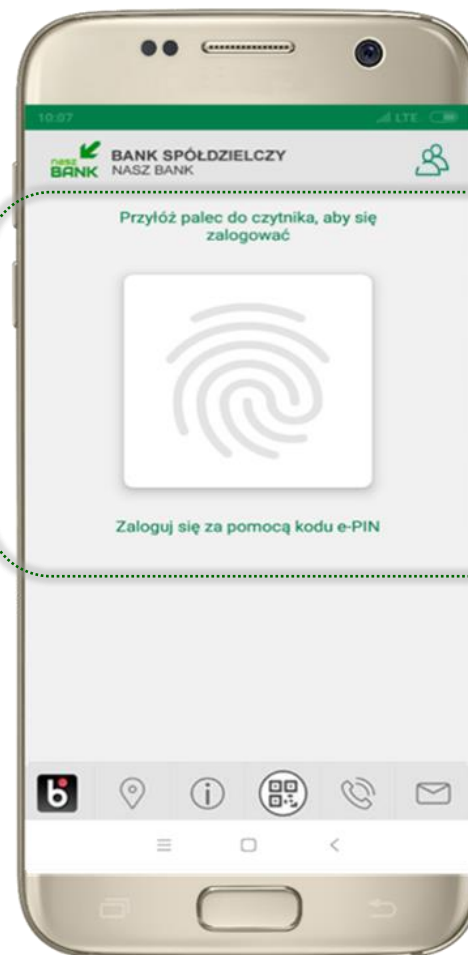 10:07
LTE
nasz
BANK
BANK SPÓŁDZIELCZY
NASZ BANK
Przyłóż palec do czytnika, aby się
zalogować
Zaloguj się za pomocą kodu e-PIN